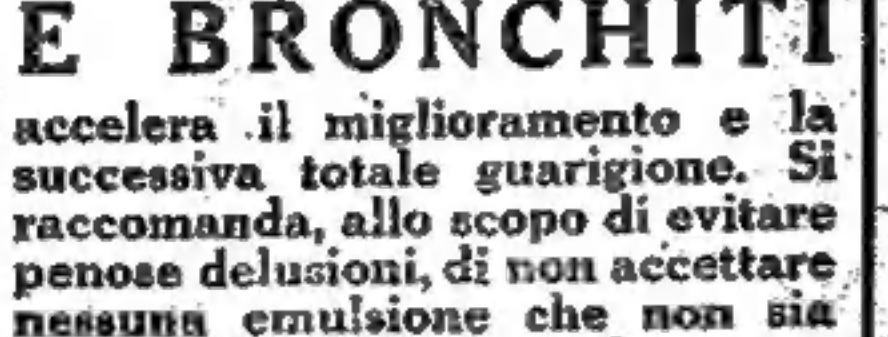 E BRONCHITI
accelera il miglioramento e la
successiva totale guarigione. Si
raccomanda, allo scopo di evitare
penose delusioni, di non accettare
nessuna emulsione che non sia